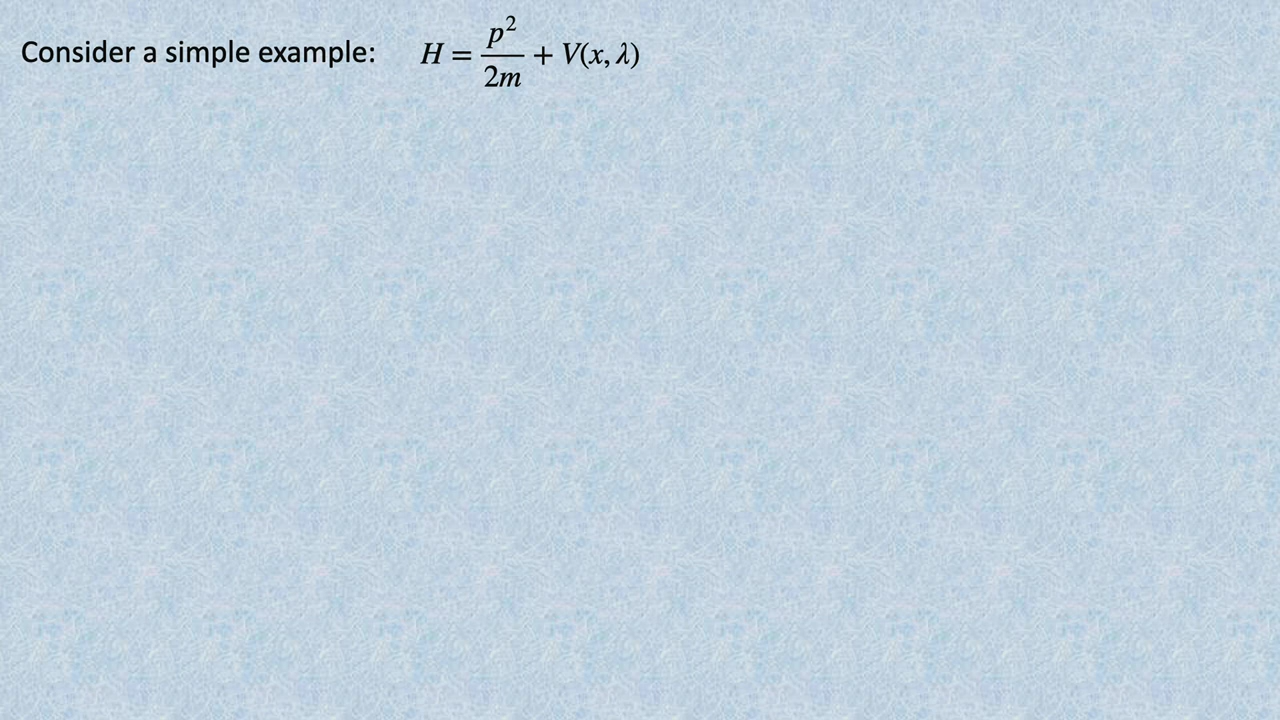 Consider a simple example: H = p²/2m + V(x, λ)